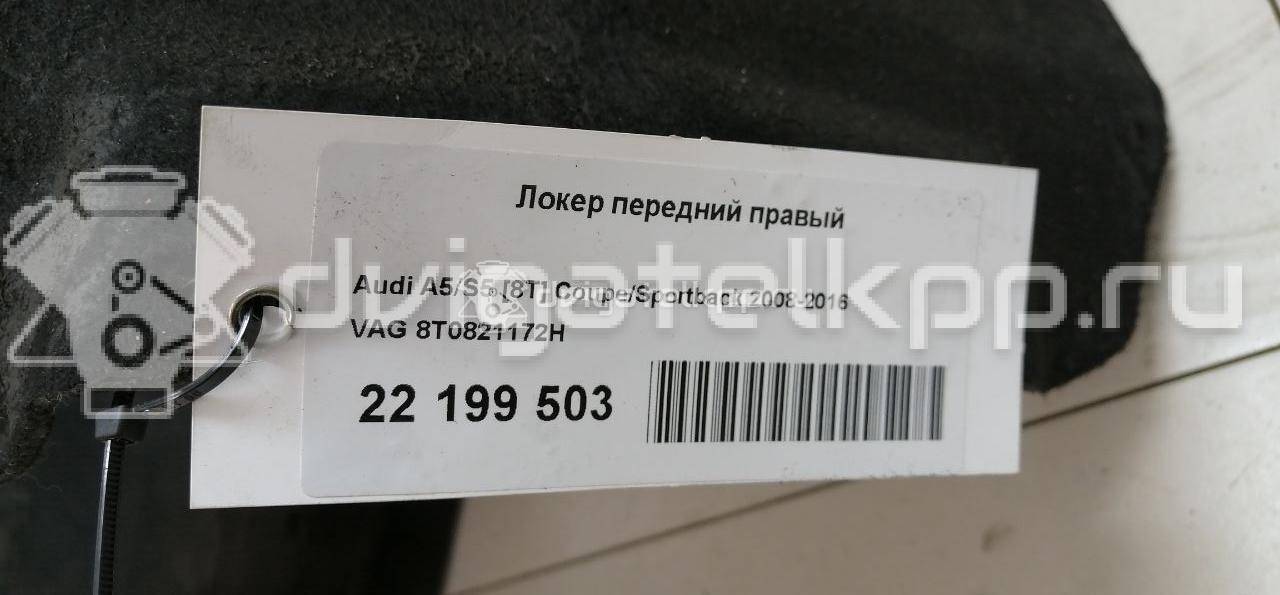 Локер передний правый
Audi A5/S5 [8T] Coupe/Sportback 2008-2016
VAG 8T0821172H
22 199 503
dvigatelkpp.ru